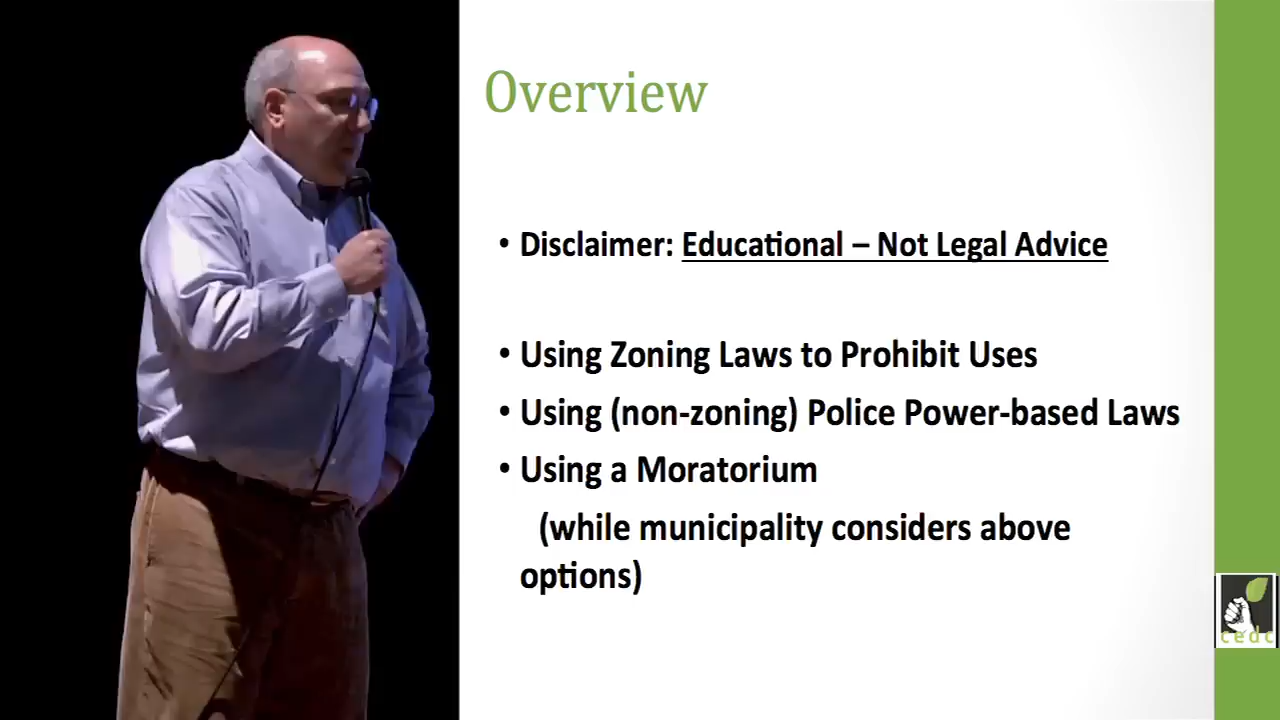 Overview
• Disclaimer: Educational – Not Legal Advice
• Using Zoning Laws to Prohibit Uses
• Using (non-zoning) Police Power-based Laws
• Using a Moratorium
(while municipality considers above
options)
cedc